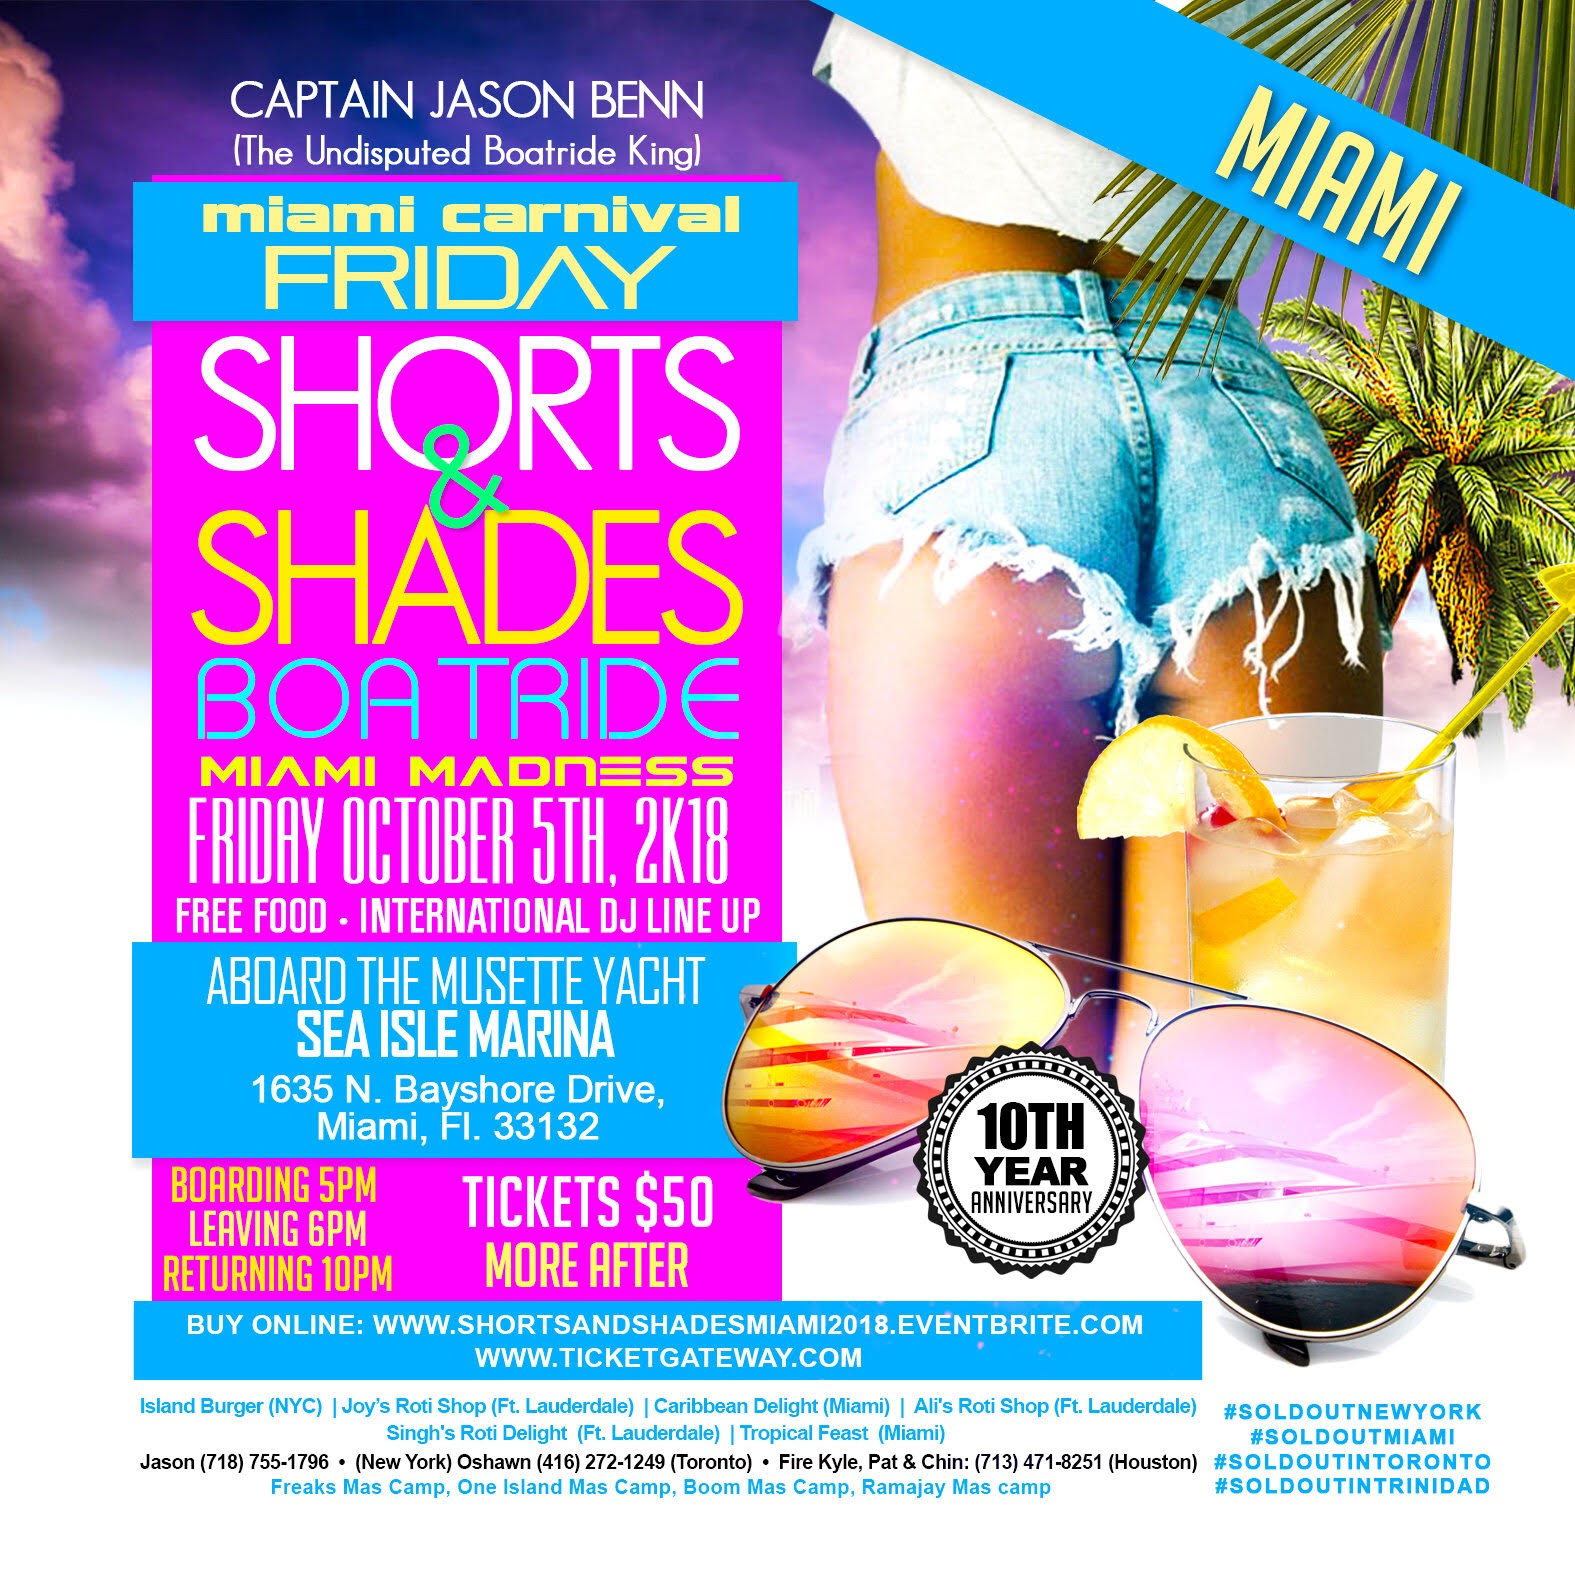 CAPTAIN JASON BENN
(The Undisputed Boatride King)
miami carnival
FRIDAY
SHORTS
&
SHADES
BOATRIDE
MIAMI MADNESS
FRIDAY OCTOBER 5TH, 2K18
FREE FOOD • INTERNATIONAL DJ LINE UP
ABOARD THE MUSETTE YACHT
SEA ISLE MARINA
1635 N. Bayshore Drive,
Miami, Fl. 33132
BOARDING 5PM
LEAVING 6PM
RETURNING 10PM
TICKETS $50
MORE AFTER
MIAMI
10TH
YEAR
ANNIVERSARY
BUY ONLINE: WWW.SHORTSANDSHADESMIAMI2018.EVENTBRITE.COM
WWW.TICKETGATEWAY.COM
Island Burger (NYC) | Joy's Roti Shop (Ft. Lauderdale) | Caribbean Delight (Miami) | Ali's Roti Shop (Ft. Lauderdale)
Singh's Roti Delight (Ft. Lauderdale) | Tropical Feast (Miami)
Jason (718) 755-1796 • (New York) Oshawn (416) 272-1249 (Toronto) • Fire Kyle, Pat & Chin: (713) 471-8251 (Houston)
Freaks Mas Camp, One Island Mas Camp, Boom Mas Camp, Ramajay Mas camp
#SOLDOUTNEWYORK
#SOLDOUTMIAMI
#SOLDOUTINTORONTO
#SOLDOUTINTRINIDAD